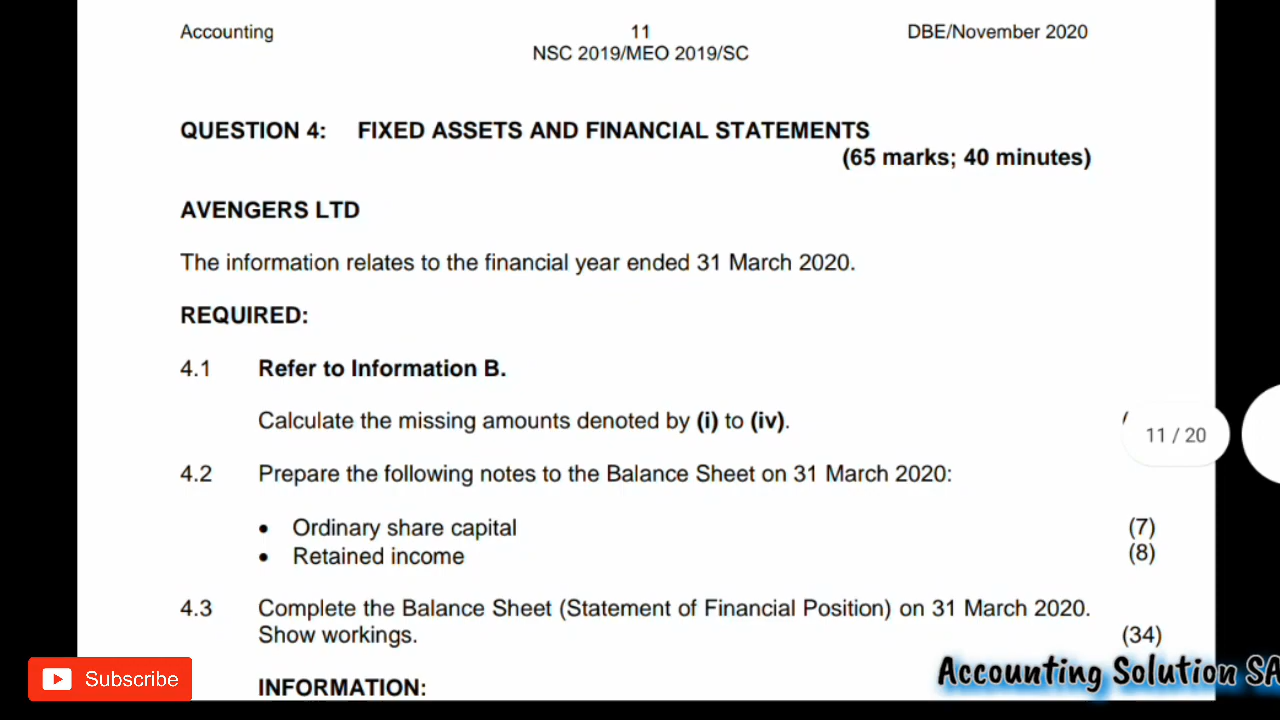 Accounting 11 DBE/November 2020
NSC 2019/MEO 2019/SC
QUESTION 4: FIXED ASSETS AND FINANCIAL STATEMENTS
(65 marks; 40 minutes)
AVENGERS LTD
The information relates to the financial year ended 31 March 2020.
REQUIRED:
4.1 Refer to Information B.
Calculate the missing amounts denoted by (i) to (iv).
11 / 20
4.2 Prepare the following notes to the Balance Sheet on 31 March 2020:
• Ordinary share capital (7)
• Retained income (8)
4.3 Complete the Balance Sheet (Statement of Financial Position) on 31 March 2020.
Show workings. (34)
Subscribe
Accounting Solution SA
INFORMATION: